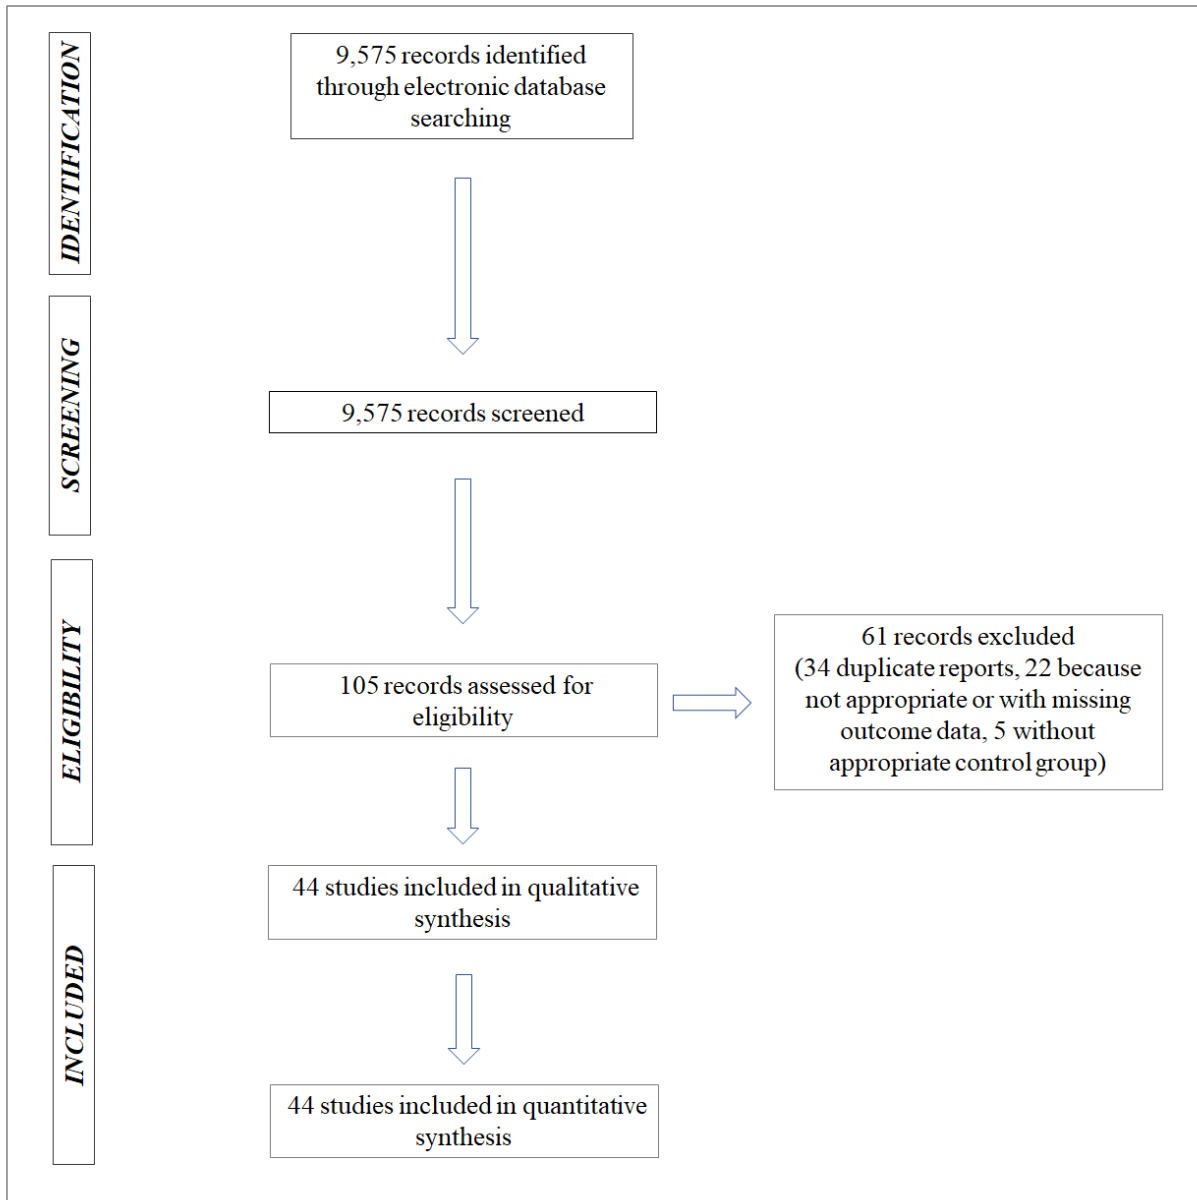 IDENTIFICATION
9,575 records identified
through electronic database
searching
SCREENING
9,575 records screened
ELIGIBILITY
105 records assessed for
eligibility
61 records excluded
(34 duplicate reports, 22 because
not appropriate or with missing
outcome data, 5 without
appropriate control group)
INCLUDED
44 studies included in qualitative
synthesis
44 studies included in quantitative
synthesis